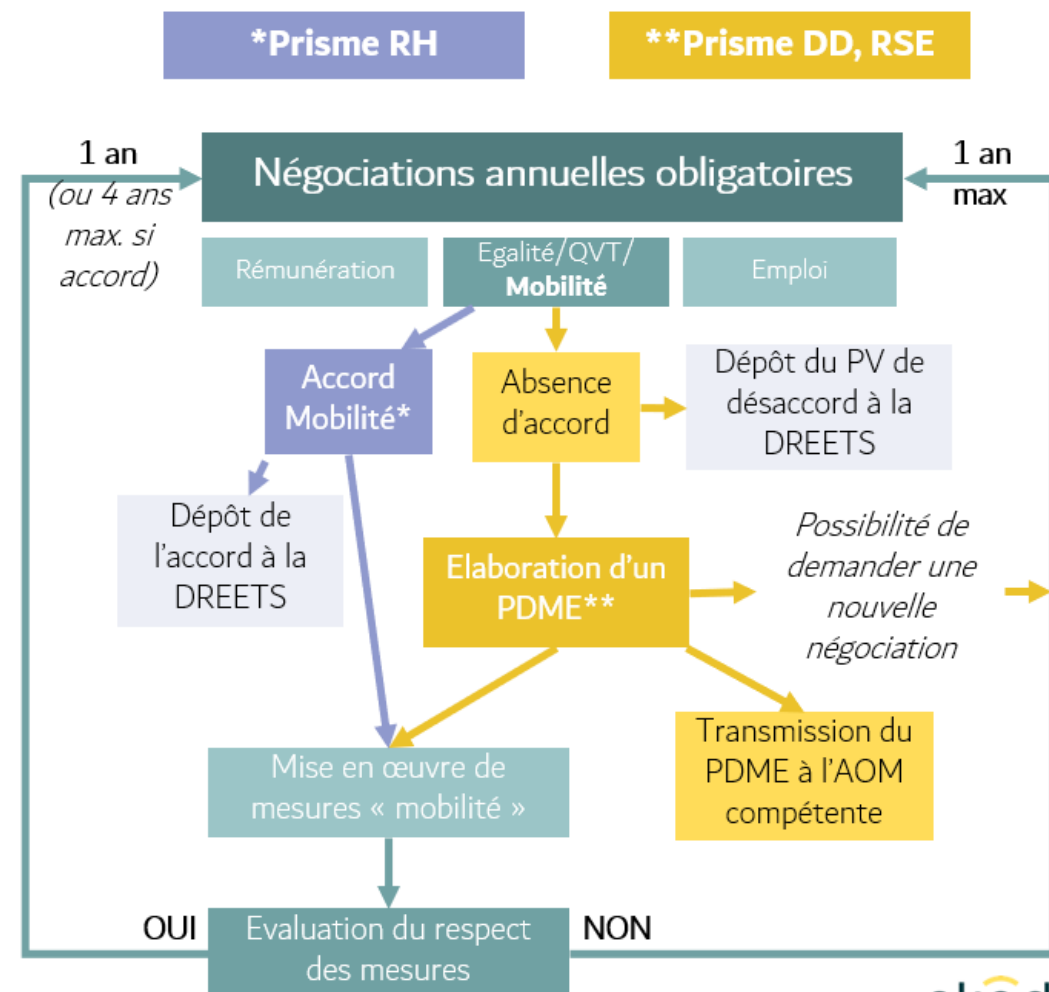 *Prisme RH
**Prisme DD, RSE
1 an
(ou 4 ans
max. si
accord)
Négociations annuelles obligatoires
1 an
max
Rémunération
Egalité/QVT/
Mobilité
Emploi
Accord
Mobilité*
Absence
d'accord
Dépôt du PV de
désaccord à la
DREETS
Dépôt de
l'accord à la
DREETS
Elaboration d'un
PDME**
Possibilité de
demander une
nouvelle
négociation
Mise en œuvre de
mesures « mobilité »
Transmission du
PDME à l'AOM
compétente
OUI
Evaluation du respect
des mesures
NON